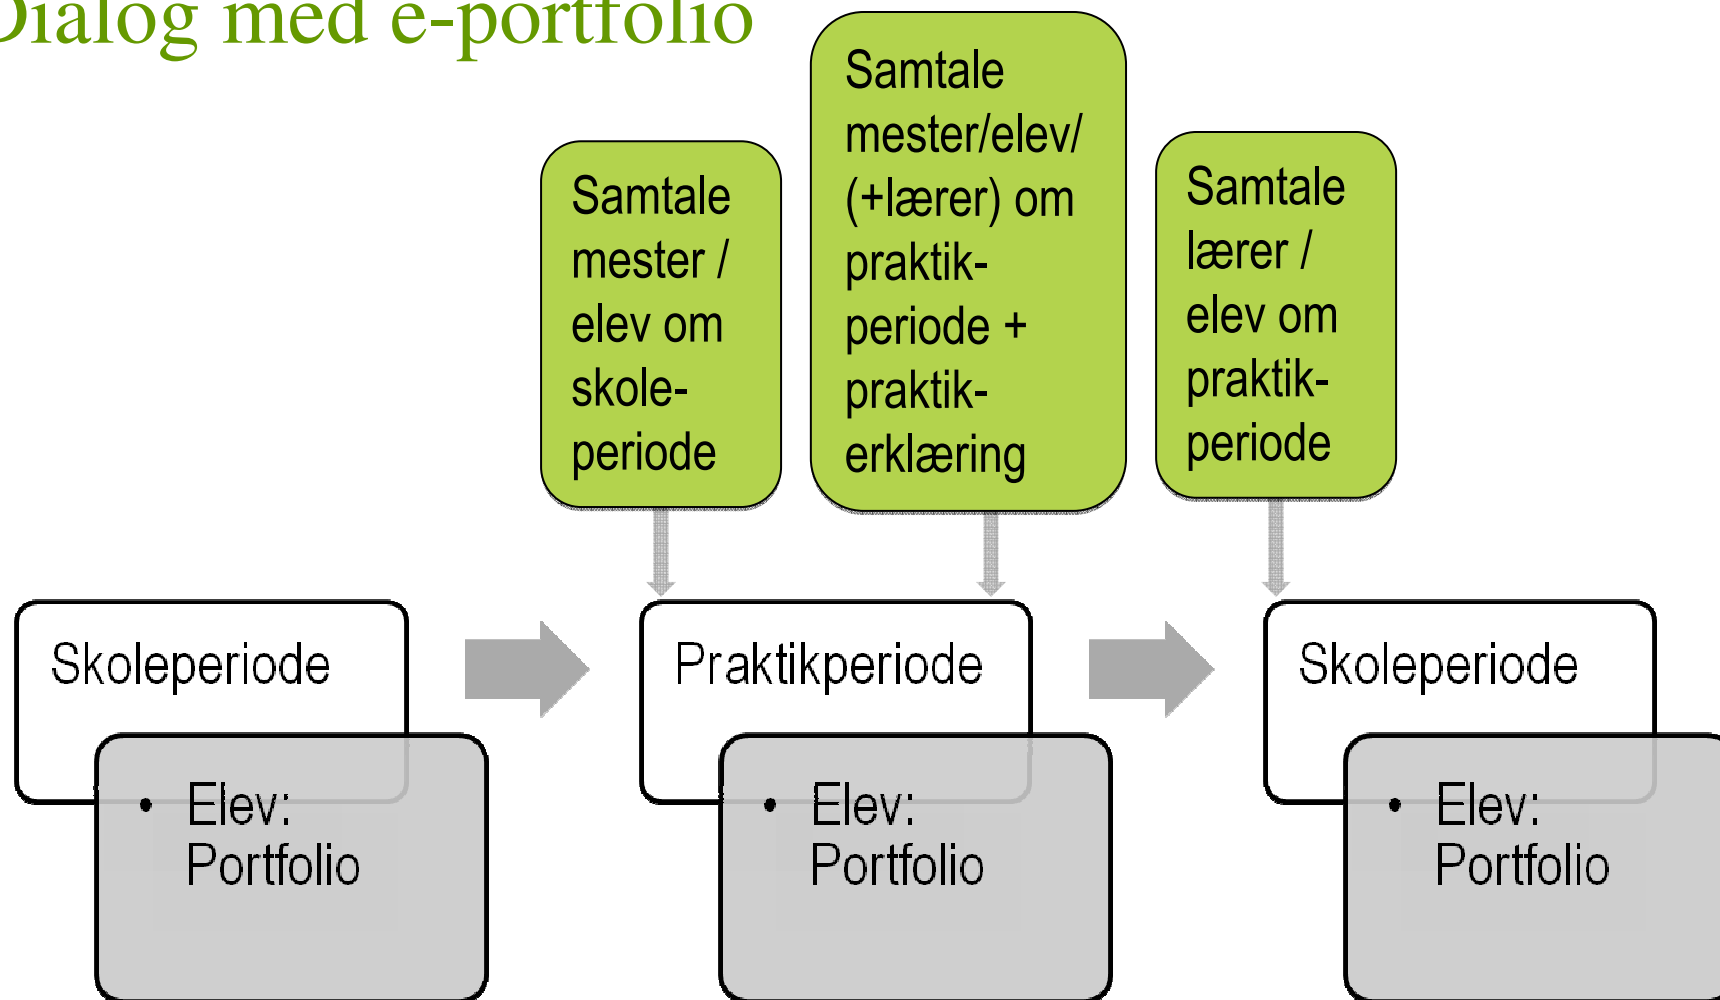 Dialog med e-portfolio
Samtale
mester /
elev om
skole-
periode
Samtale
mester/elev/
(+lærer) om
praktik-
periode +
praktik-
erklæring
Samtale
lærer /
elev om
praktik-
periode
Skoleperiode
• Elev:
Portfolio
Praktikperiode
• Elev:
Portfolio
Skoleperiode
• Elev:
Portfolio